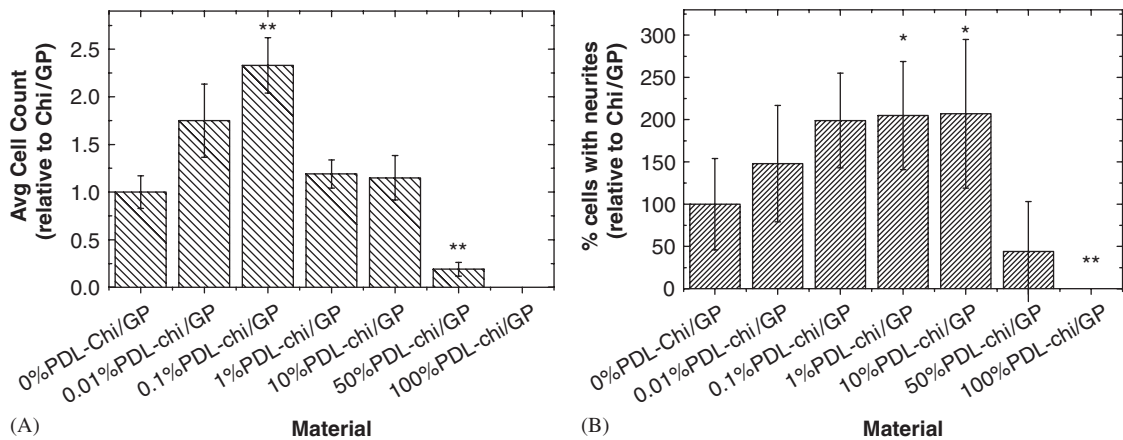 Avg Cell Count
(relative to Chi/GP)
2.5
2.0
1.5
1.0
0.5
0.0
**
**
0%PDL-Chi/GP
0.01%PDL-chi/GP
0.1%PDL-chi/GP
1%PDL-chi/GP
10%PDL-chi/GP
50%PDL-chi/GP
100%PDL-chi/GP
(A)
Material
% cells with neurites
(relative to Chi/GP)
300
250
200
150
100
50
0
*
*
**
0%PDL-Chi/GP
0.01%PDL-chi/GP
0.1%PDL-chi/GP
1%PDL-chi/GP
10%PDL-chi/GP
50%PDL-chi/GP
100%PDL-chi/GP
(B)
Material